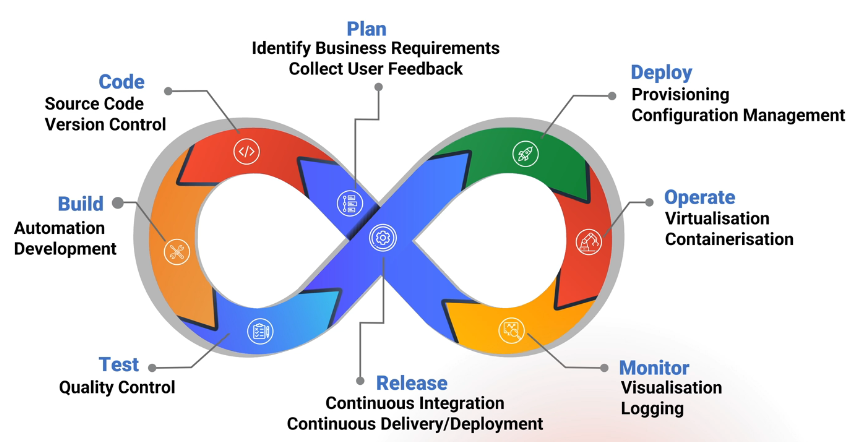 Plan
Identify Business Requirements
Collect User Feedback
Code
Source Code
Version Control
Deploy
Provisioning
Configuration Management
Build
Automation
Development
Operate
Virtualisation
Containerisation
Test
Quality Control
Release
Continuous Integration
Continuous Delivery/Deployment
Monitor
Visualisation
Logging